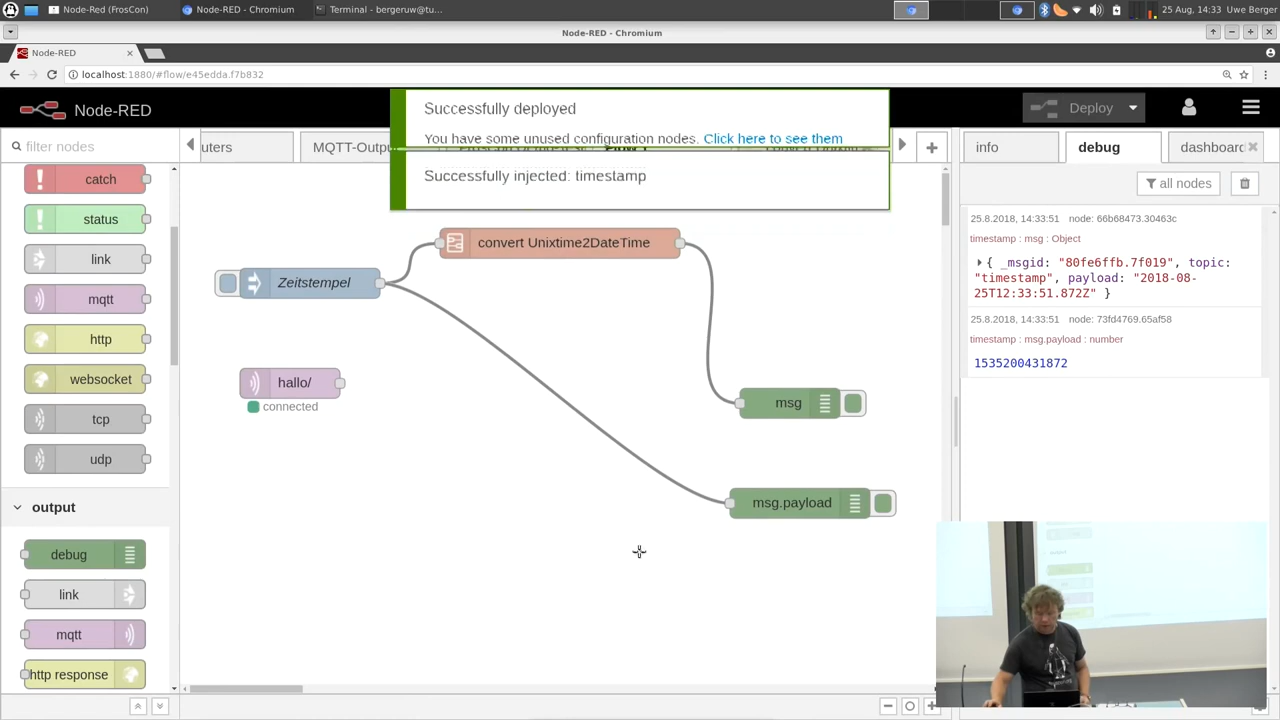 Node-Red (FrosCon)
Node-RED - Chromium
Terminal - bergeruw@tu...
25 Aug, 14:33 Uwe Berger
Node-RED - Chromium
Node-RED
localhost:1880/#flow/e45edda.f7b832
Node-RED
Deploy
Successfully deployed
You have some unused configuration nodes. Click here to see them
Successfully injected: timestamp
filter nodes
uters
MQTT-Outpu
info
debug
dashboard
all nodes
catch
status
link
mqtt
http
websocket
tcp
udp
output
debug
link
mqtt
http response
convert Unixtime2DateTime
Zeitstempel
hallo/
connected
msg
msg.payload
25.8.2018, 14:33:51 node: 66b68473.30463c
timestamp : msg : Object
{ _msgid: "80fe6ffb.7f019", topic:
"timestamp", payload: "2018-08-
25T12:33:51.872Z" }
25.8.2018, 14:33:51 node: 73fd4769.65af58
timestamp : msg.payload : number
1535200431872